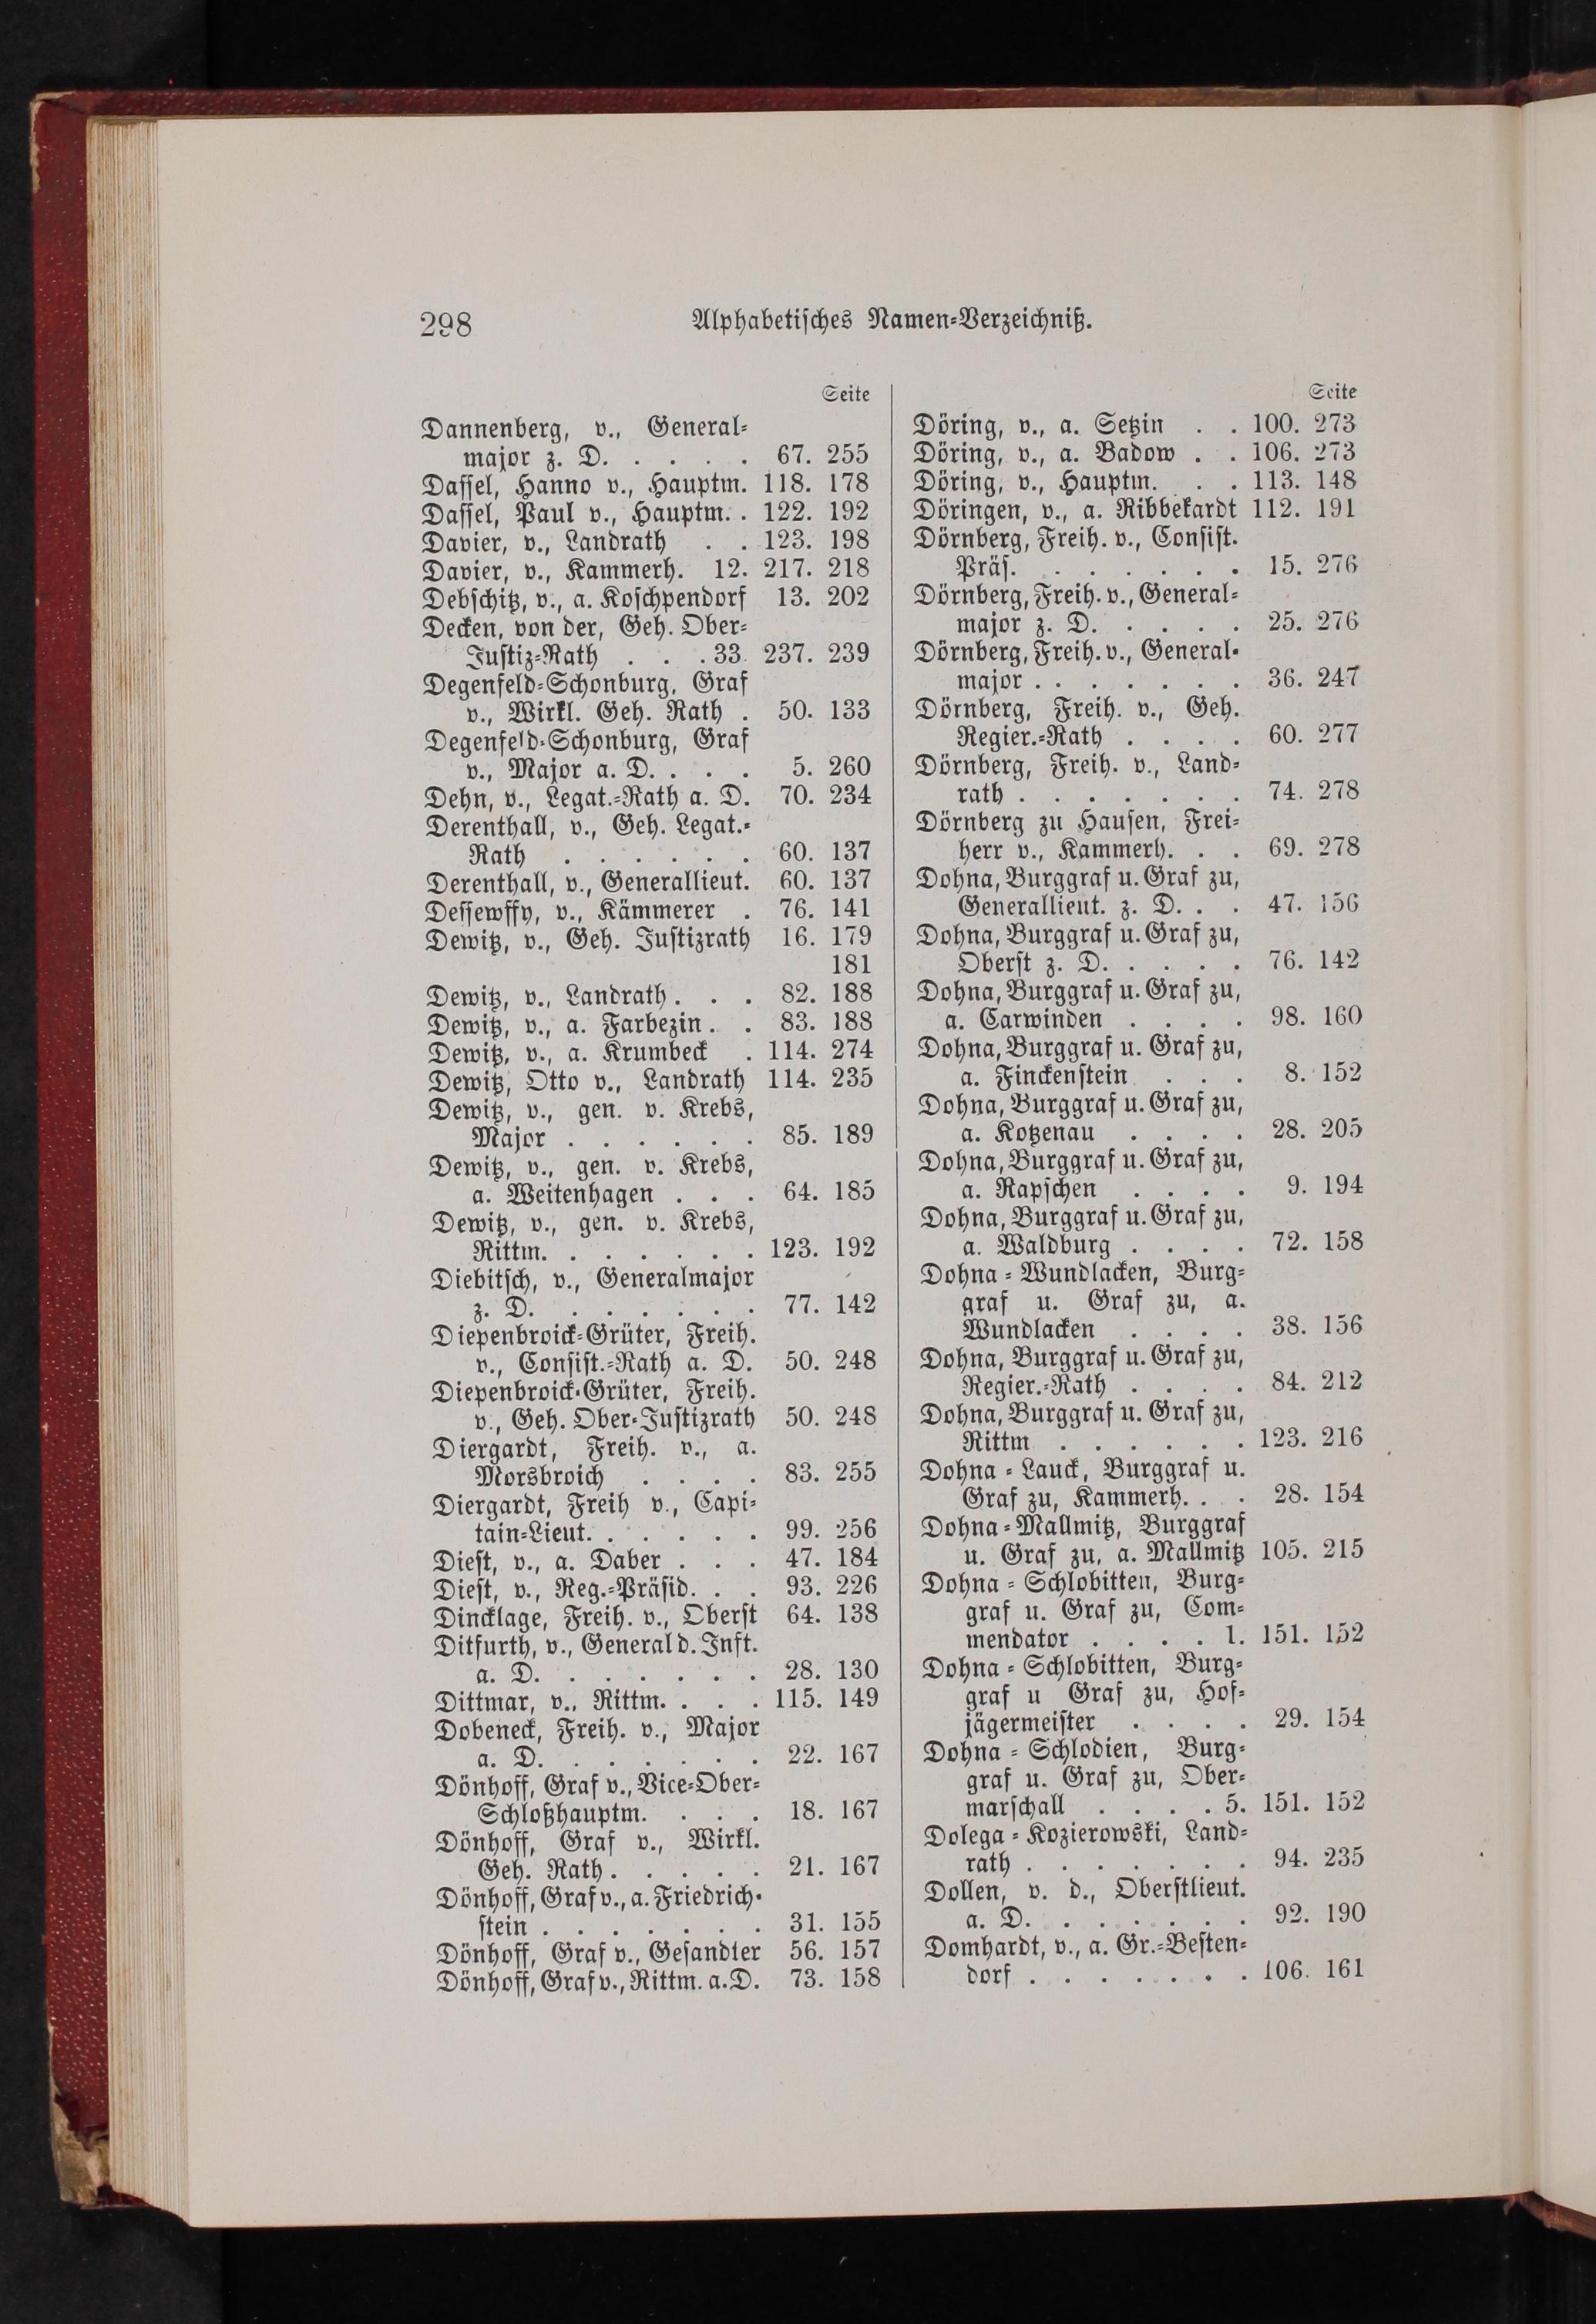 298
Alphabetisches Namen-Verzeichniß.
Seite
Dannenberg, v., General-
major z. D. . . . . . 67. 255
Dassel, Hanno v., Hauptm. 118. 178
Dassel, Paul v., Hauptm. . 122. 192
Davier, v., Landrath . . 123. 198
Davier, v., Kammerh. 12. 217. 218
Debschitz, v., a. Koschpendorf 13. 202
Decken, von der, Geh. Ober-
Justiz-Rath . . . 33. 237. 239
Degenfeld-Schonburg, Graf
v., Wirkl. Geh. Rath . 50. 133
Degenfeld-Schonburg, Graf
v., Major a. D. . . . 5. 260
Dehn, v., Legat.-Rath a. D. 70. 234
Derenthall, v., Geh. Legat.-
Rath . . . . . . 60. 137
Derenthall, v., Generallieut. 60. 137
Dessewffy, v., Kämmerer . 76. 141
Dewitz, v., Geh. Justizrath 16. 179
181
Dewitz, v., Landrath . . . 82. 188
Dewitz, v., a. Farbezin . . 83. 188
Dewitz, v., a. Krumbeck . 114. 274
Dewitz, Otto v., Landrath 114. 235
Dewitz, v., gen. v. Krebs,
Major . . . . . . 85. 189
Dewitz, v., gen. v. Krebs,
a. Weitenhagen . . . 64. 185
Dewitz, v., gen. v. Krebs,
Rittm. . . . . . . 123. 192
Diebitsch, v., Generalmajor
z. D. . . . . . . 77. 142
Diepenbroick-Grüter, Freih.
v., Consist.-Rath a. D. 50. 248
Diepenbroick-Grüter, Freih.
v., Geh. Ober-Justizrath 50. 248
Diergardt, Freih. v., a.
Morsbroich . . . . 83. 255
Diergardt, Freih v., Capi-
tain-Lieut. . . . . . 99. 256
Diest, v., a. Daber . . . 47. 184
Diest, v., Reg.-Präsid. . . 93. 226
Dincklage, Freih. v., Oberst 64. 138
Ditfurth, v., General d. Inft.
a. D. . . . . . . 28. 130
Dittmar, v., Rittm. . . . 115. 149
Dobeneck, Freih. v., Major
a. D. . . . . . . 22. 167
Dönhoff, Graf v., Vice-Ober-
Schloßhauptm. . . . 18. 167
Dönhoff, Graf v., Wirkl.
Geh. Rath . . . . . 21. 167
Dönhoff, Graf v., a. Friedrich-
stein . . . . . . . 31. 155
Dönhoff, Graf v., Gesandter 56. 157
Dönhoff, Graf v., Rittm. a. D. 73. 158
Seite
Döring, v., a. Setzin . . 100. 273
Döring, v., a. Badow . . 106. 273
Döring, v., Hauptm. . . 113. 148
Döringen, v., a. Ribbekardt 112. 191
Dörnberg, Freih. v., Consist.
Präs. . . . . . . 15. 276
Dörnberg, Freih. v., General-
major z. D. . . . . 25. 276
Dörnberg, Freih. v., General-
major . . . . . . . 36. 247
Dörnberg, Freih. v., Geh.
Regier.-Rath . . . . 60. 277
Dörnberg, Freih. v., Land-
rath . . . . . . . 74. 278
Dörnberg zu Hausen, Frei-
herr v., Kammerh. . . 69. 278
Dohna, Burggraf u. Graf zu,
Generallieut. z. D. . . 47. 156
Dohna, Burggraf u. Graf zu,
Oberst z. D. . . . . 76. 142
Dohna, Burggraf u. Graf zu,
a. Carwinden . . . . 98. 160
Dohna, Burggraf u. Graf zu,
a. Finckenstein . . . 8. 152
Dohna, Burggraf u. Graf zu,
a. Kotzenau . . . . 28. 205
Dohna, Burggraf u. Graf zu,
a. Rapschen . . . . 9. 194
Dohna, Burggraf u. Graf zu,
a. Waldburg . . . . 72. 158
Dohna-Wundlacken, Burg-
graf u. Graf zu, a.
Wundlacken . . . . 38. 156
Dohna, Burggraf u. Graf zu,
Regier.-Rath . . . . 84. 212
Dohna, Burggraf u. Graf zu,
Rittm . . . . . . 123. 216
Dohna-Lauck, Burggraf u.
Graf zu, Kammerh. . . 28. 154
Dohna-Mallmitz, Burggraf
u. Graf zu, a. Mallmitz 105. 215
Dohna-Schlobitten, Burg-
graf u. Graf zu, Com-
mendator . . . . 1. 151. 152
Dohna-Schlobitten, Burg-
graf u Graf zu, Hof-
jägermeister . . . . 29. 154
Dohna-Schlodien, Burg-
graf u. Graf zu, Ober-
marschall . . . . 5. 151. 152
Dolega-Kozierowski, Land-
rath . . . . . . . 94. 235
Dollen, v. d., Oberstlieut.
a. D. . . . . . . 92. 190
Domhardt, v., a. Gr.-Besten-
dorf . . . . . . . 106. 161